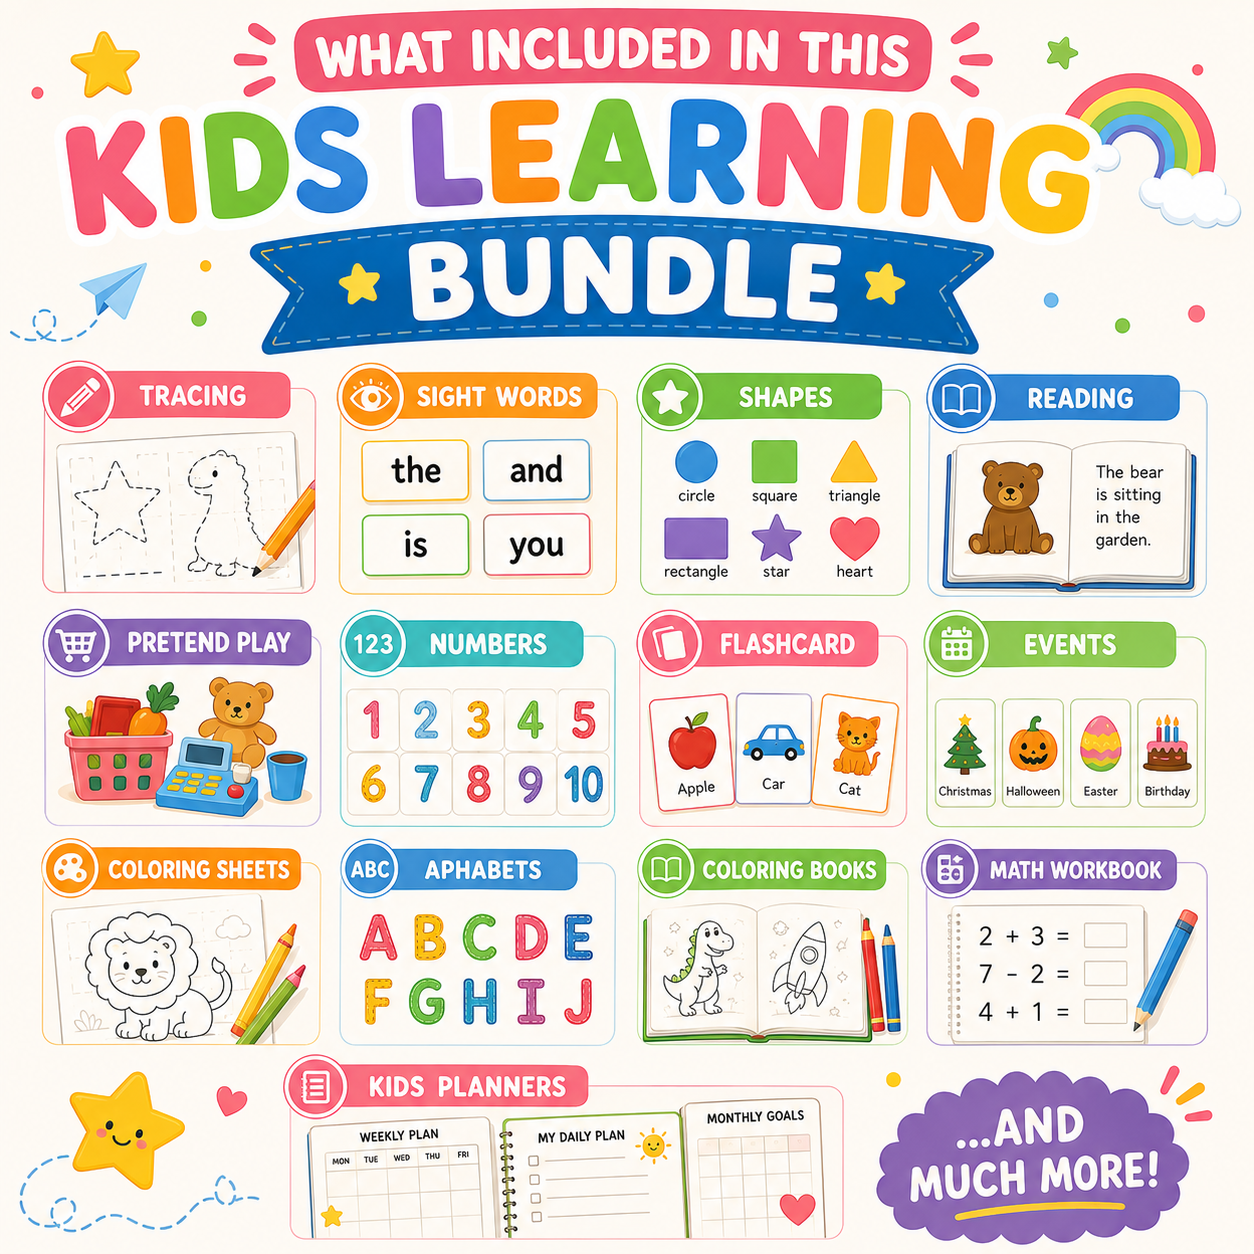 WHAT INCLUDED IN THIS
KIDS LEARNING
BUNDLE
TRACING
SIGHT WORDS
the
and
is
you
SHAPES
circle
square
triangle
rectangle
star
heart
READING
The bear
is sitting
in the
garden.
PRETEND PLAY
123
NUMBERS
1 2 3 4 5
6 7 8 9 10
FLASHCARD
Apple
Car
Cat
EVENTS
Christmas
Halloween
Easter
Birthday
COLORING SHEETS
ABC
APHABETS
A B C D E
F G H I J
COLORING BOOKS
MATH WORKBOOK
2 + 3 =
7 - 2 =
4 + 1 =
KIDS PLANNERS
WEEKLY PLAN
MON TUE WED THU FRI
MY DAILY PLAN
MONTHLY GOALS
...AND
MUCH MORE!